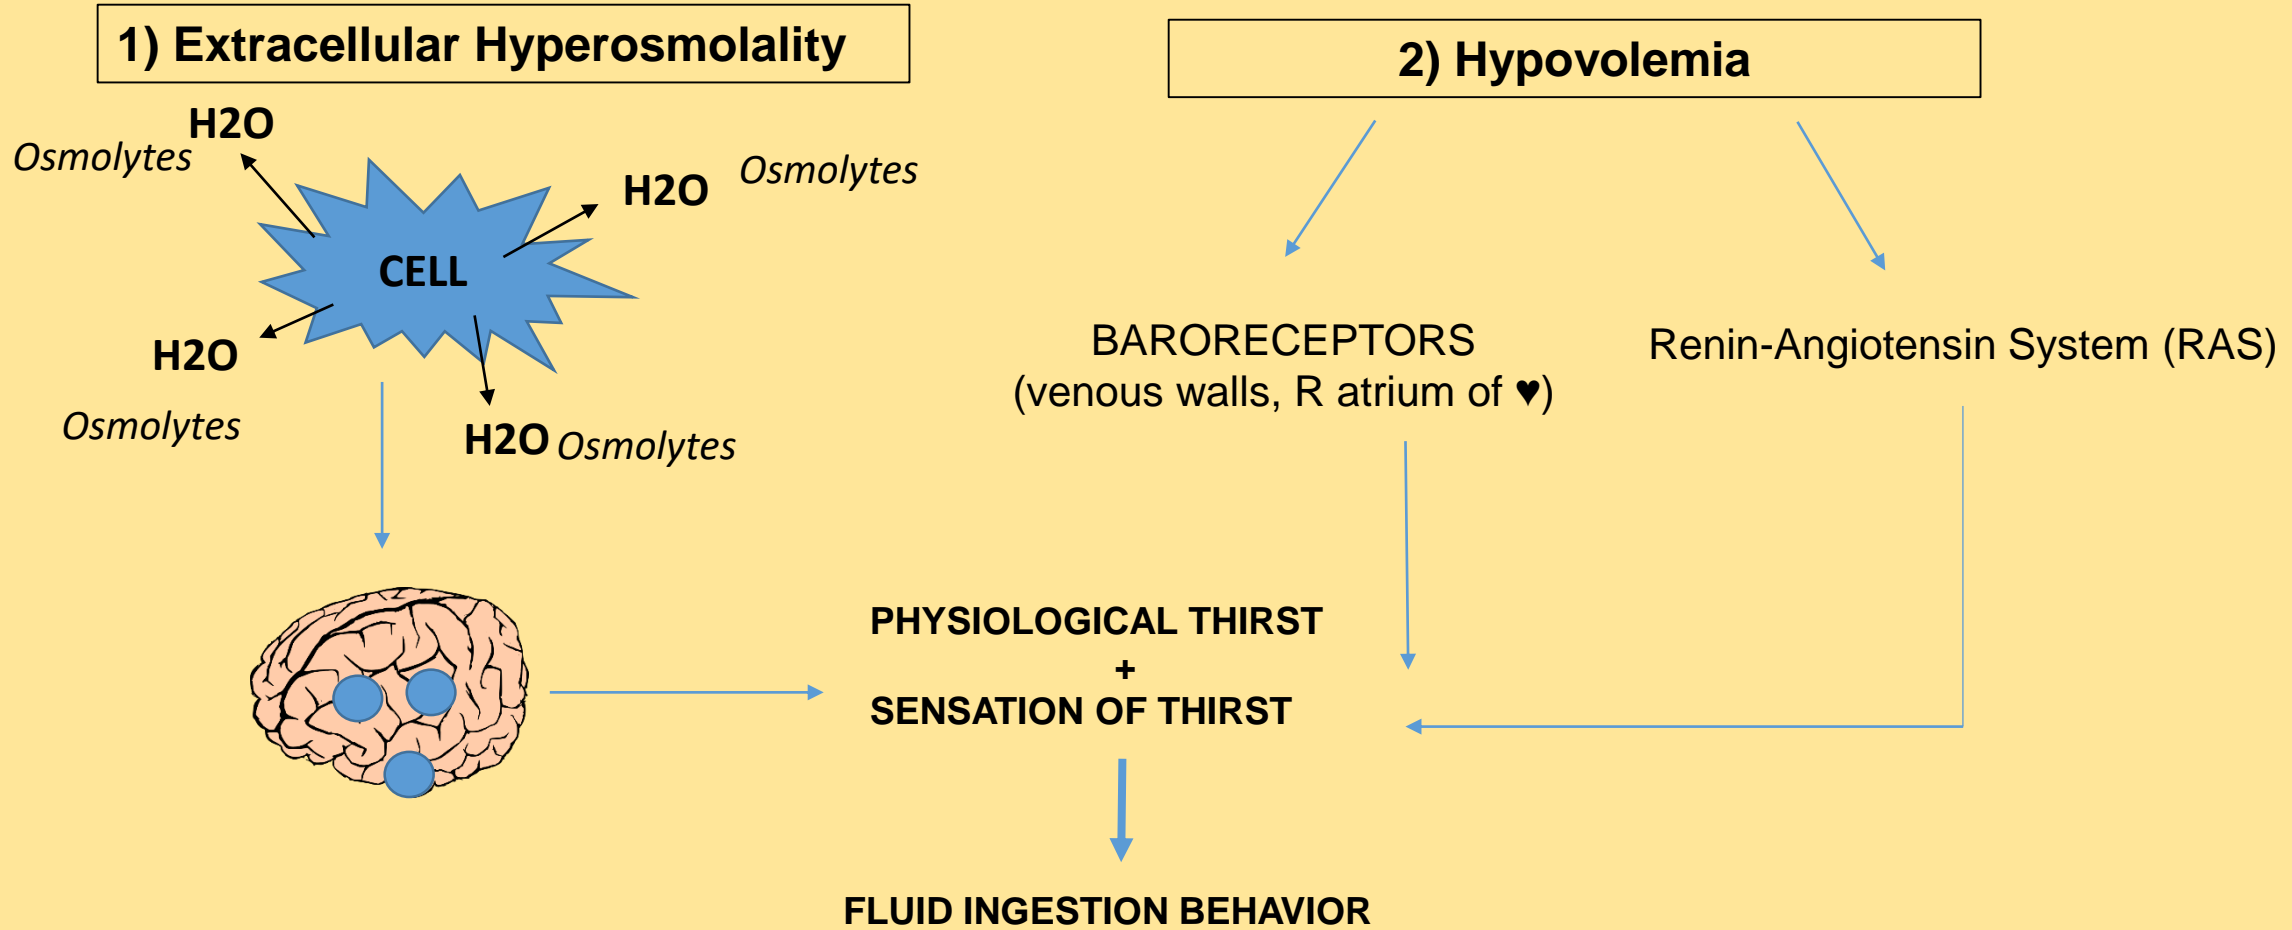 1) Extracellular Hyperosmolality
H2O
Osmolytes
H2O
Osmolytes
CELL
H2O
Osmolytes
H2O
Osmolytes
2) Hypovolemia
BARORECEPTORS
(venous walls, R atrium of ♥)
Renin-Angiotensin System (RAS)
PHYSIOLOGICAL THIRST
+
SENSATION OF THIRST
FLUID INGESTION BEHAVIOR